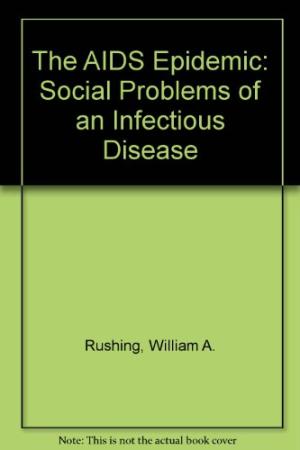 The AIDS Epidemic:
Social Problems of
an Infectious
Disease
Rushing, William A.
Note: This is not the actual book cover